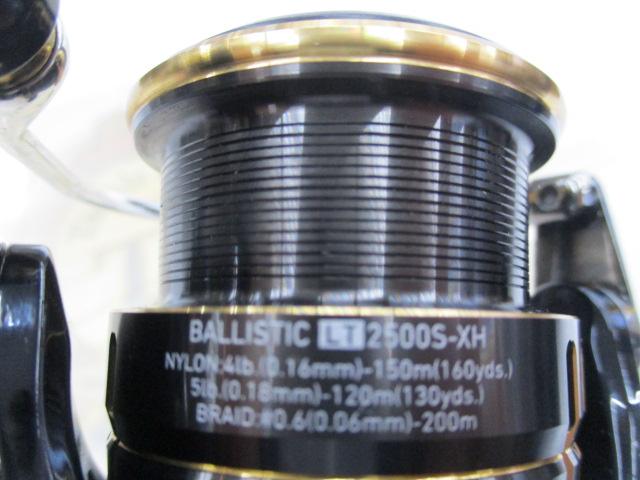 BALLISTIC LT 2500S-XH
NYLON:4lb.(0.16mm)-150m(160yds.)
5lb.(0.18mm)-120m(130yds.)
BRAID:#0.6(0.06mm)-200m